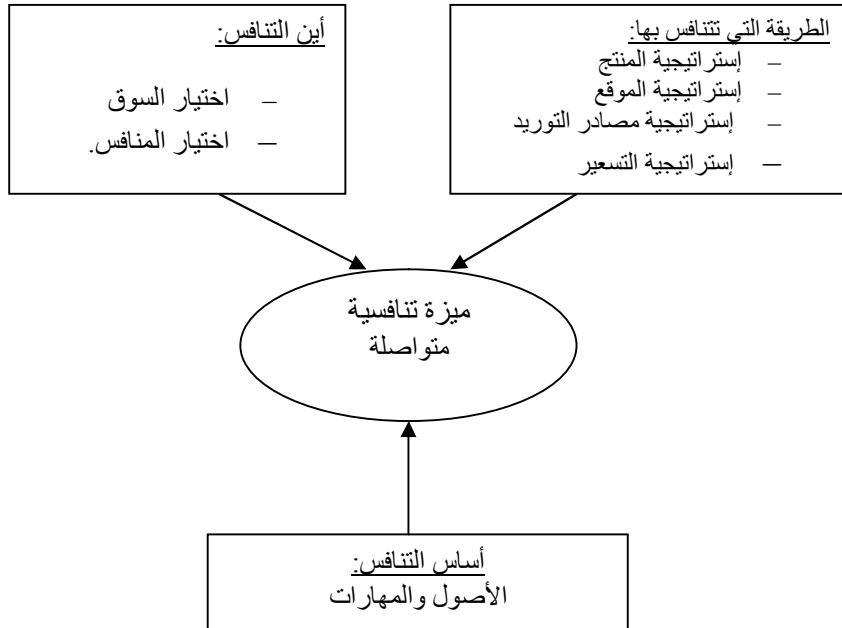 الطريقة التي تتنافس بها:
– إستراتيجية المنتج
– إستراتيجية الموقع
– إستراتيجية مصادر التوريد
– إستراتيجية التسعير
أين التنافس:
– اختيار السوق
– اختيار المنافس.
ميزة تنافسية
متواصلة
أساس التنافس:
الأصول والمهارات